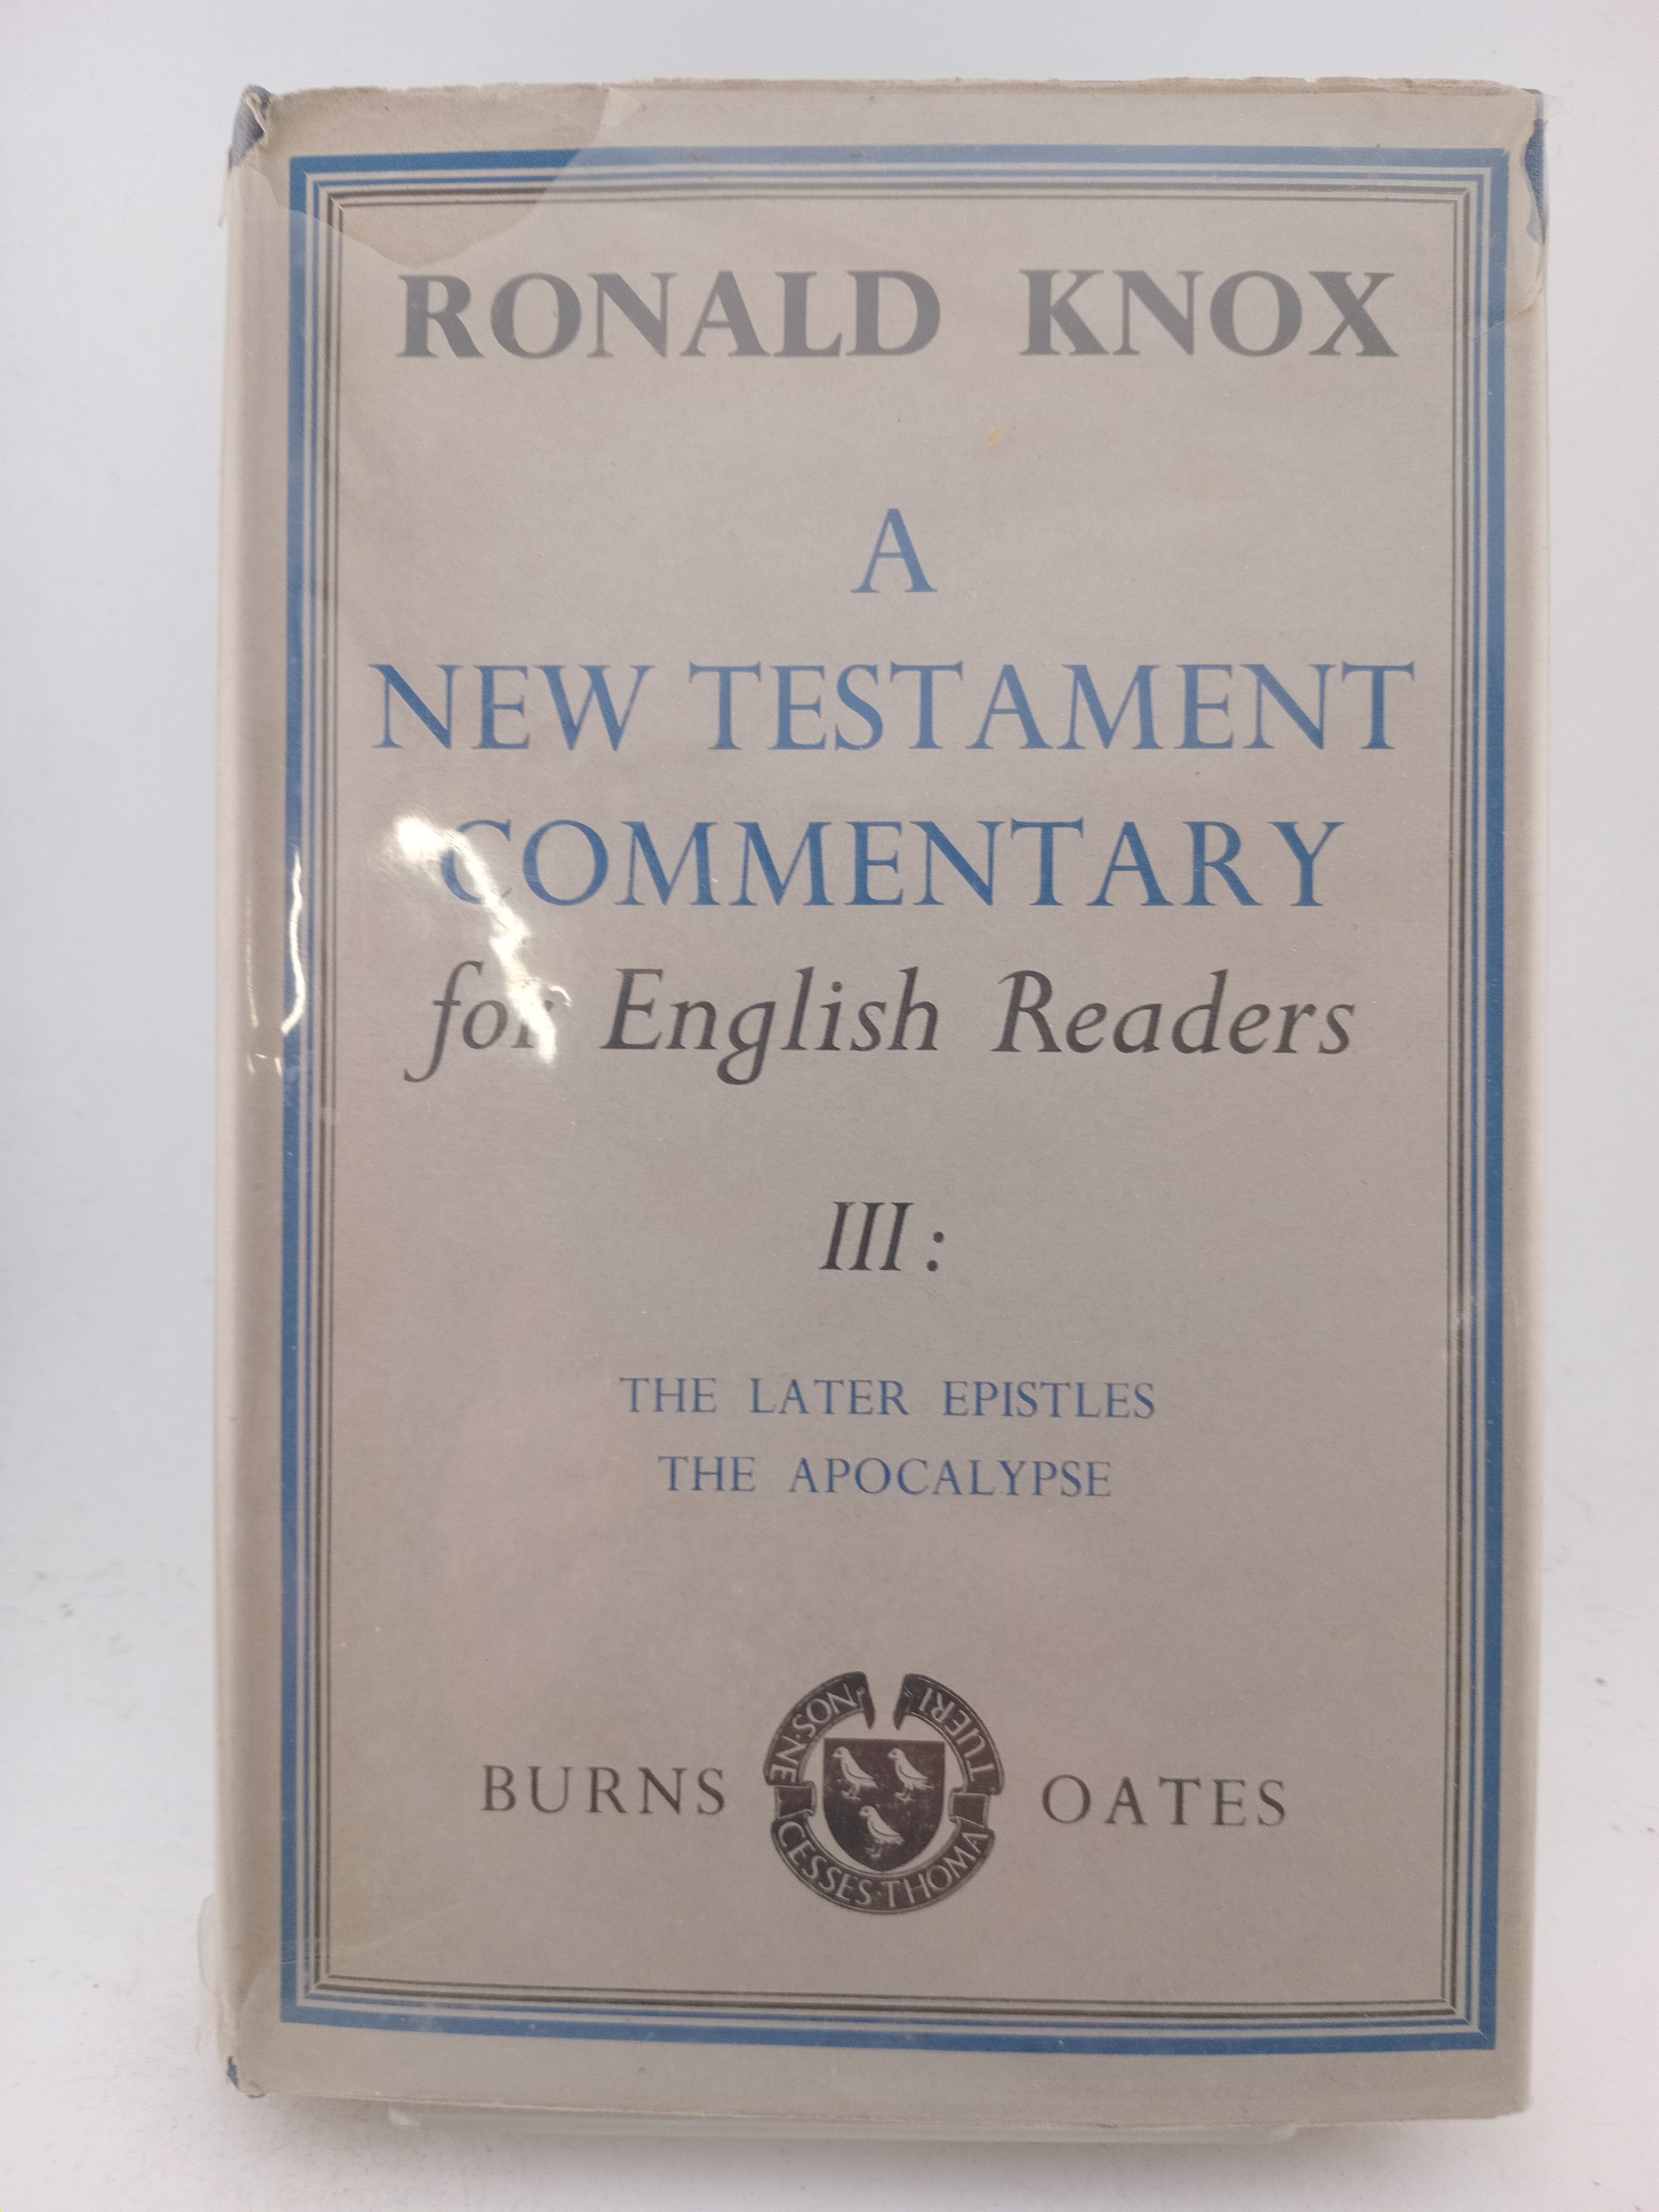 RONALD KNOX
A
NEW TESTAMENT
COMMENTARY
for English Readers
III:
THE LATER EPISTLES
THE APOCALYPSE
BURNS OATES
NOS·NE CESSES·THOMA TUERI